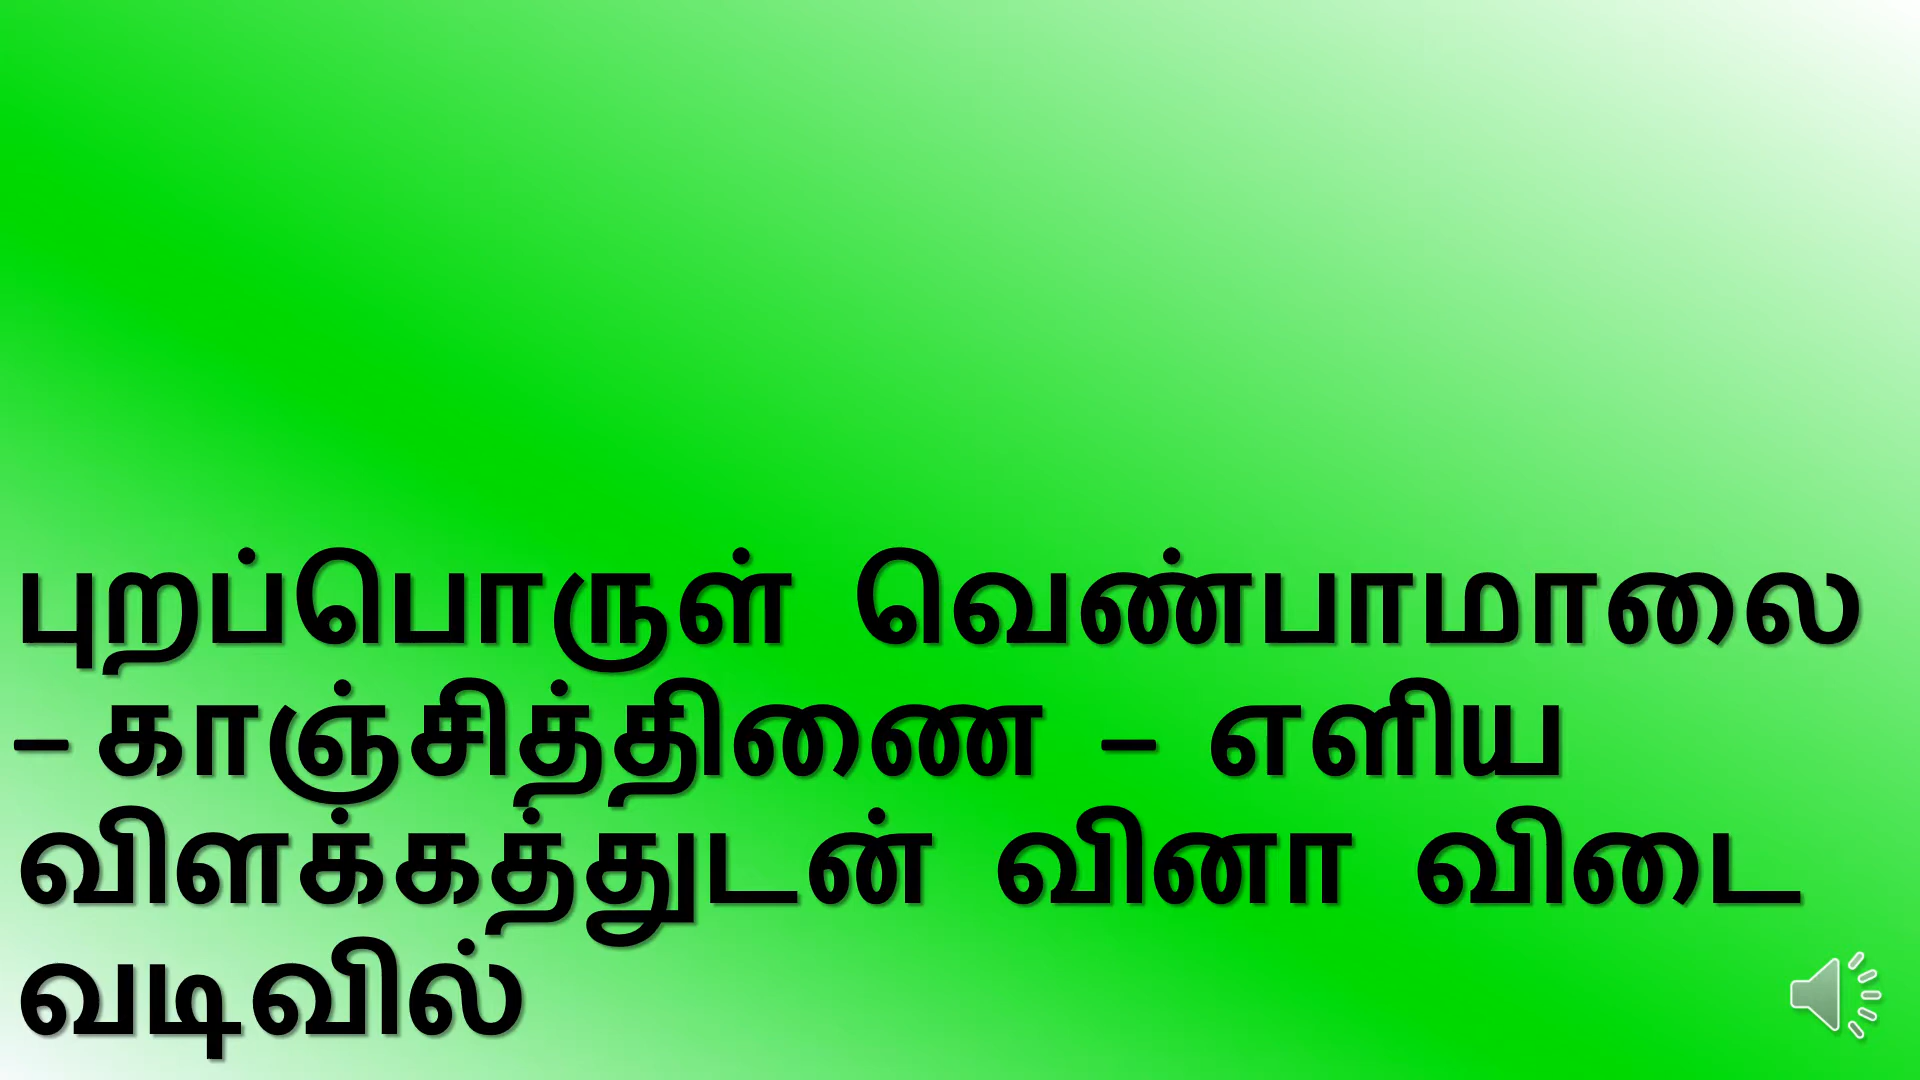 புறப்பொருள் வெண்பாமாலை
– காஞ்சித்திணை – எளிய
விளக்கத்துடன் வினா விடை
வடிவில்